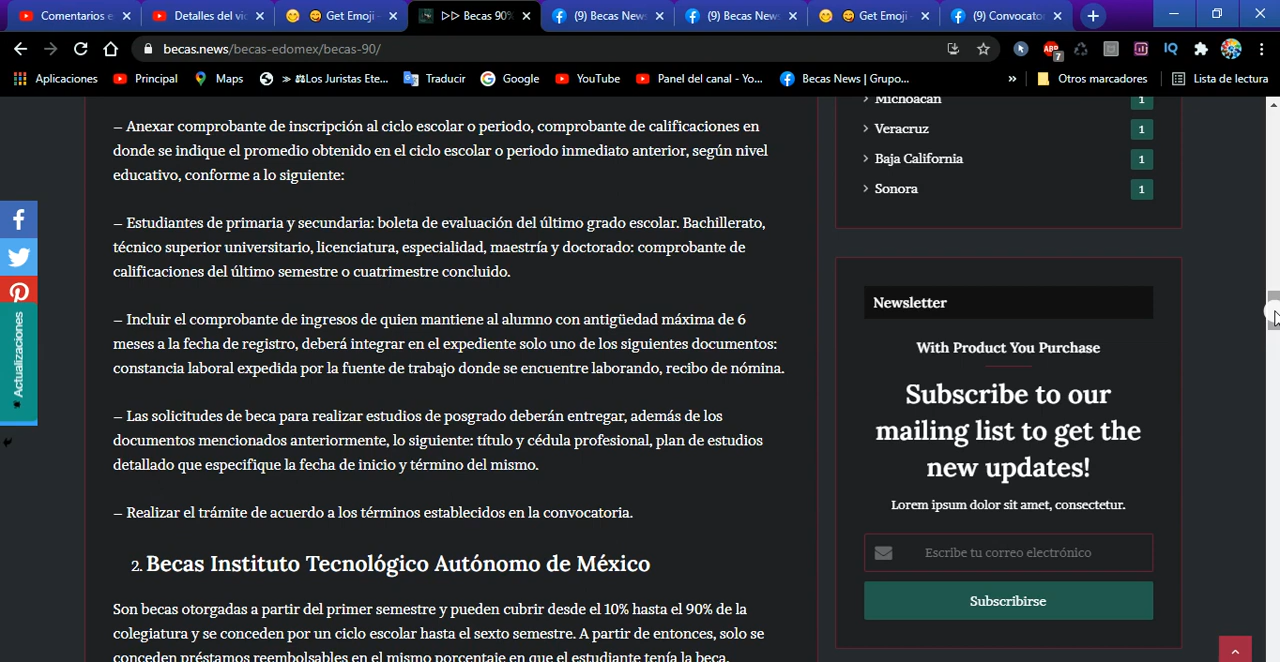 Comentarios e
Detalles del vi
😄 Get Emoji
▷▷ Becas 90%
(9) Becas News
(9) Becas News
😄 Get Emoji
(9) Convocato
becas.news/becas-edomex/becas-90/
7
IQ
Aplicaciones
Principal
Maps
» ⚖Los Juristas Ete...
Traducir
Google
YouTube
Panel del canal - Yo...
Becas News | Grupo...
»
Otros marcadores
Lista de lectura
– Anexar comprobante de inscripción al ciclo escolar o periodo, comprobante de calificaciones en
donde se indique el promedio obtenido en el ciclo escolar o periodo inmediato anterior, según nivel
educativo, conforme a lo siguiente:
– Estudiantes de primaria y secundaria: boleta de evaluación del último grado escolar. Bachillerato,
técnico superior universitario, licenciatura, especialidad, maestría y doctorado: comprobante de
calificaciones del último semestre o cuatrimestre concluido.
– Incluir el comprobante de ingresos de quien mantiene al alumno con antigüedad máxima de 6
meses a la fecha de registro, deberá integrar en el expediente solo uno de los siguientes documentos:
constancia laboral expedida por la fuente de trabajo donde se encuentre laborando, recibo de nómina.
– Las solicitudes de beca para realizar estudios de posgrado deberán entregar, además de los
documentos mencionados anteriormente, lo siguiente: título y cédula profesional, plan de estudios
detallado que especifique la fecha de inicio y término del mismo.
– Realizar el trámite de acuerdo a los términos establecidos en la convocatoria.
2. Becas Instituto Tecnológico Autónomo de México
Son becas otorgadas a partir del primer semestre y pueden cubrir desde el 10% hasta el 90% de la
colegiatura y se conceden por un ciclo escolar hasta el sexto semestre. A partir de entonces, solo se
conceden préstamos reembolsables en el mismo porcentaje en que el estudiante tenía la beca.
Michoacán 1
Veracruz 1
Baja California 1
Sonora 1
Newsletter
With Product You Purchase
Subscribe to our
mailing list to get the
new updates!
Lorem ipsum dolor sit amet, consectetur.
Escribe tu correo electrónico
Subscribirse
Actualizaciones